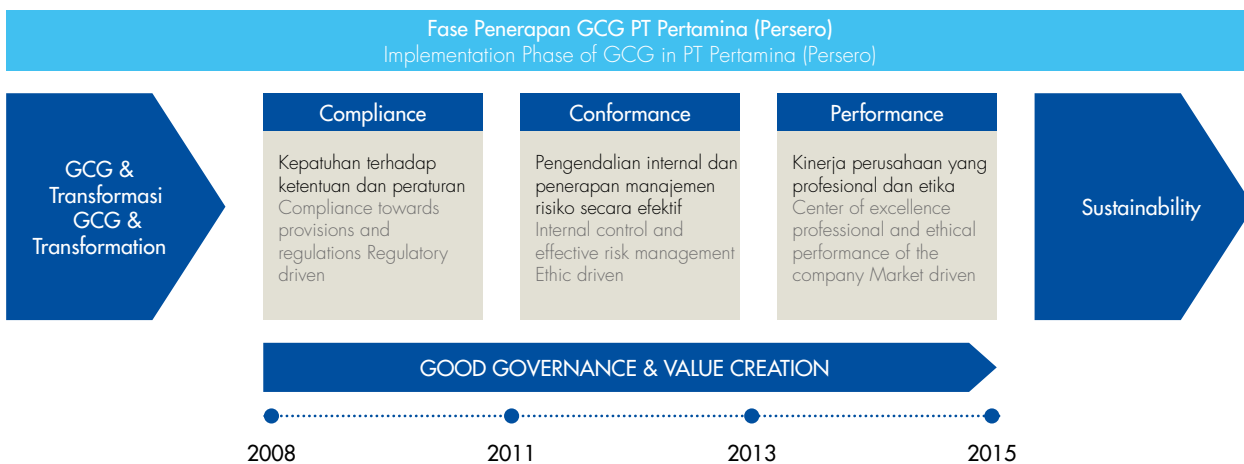 Fase Penerapan GCG PT Pertamina (Persero)
Implementation Phase of GCG in PT Pertamina (Persero)
GCG &
Transformasi
GCG &
Transformation
Compliance
Kepatuhan terhadap
ketentuan dan peraturan
Compliance towards
provisions and
regulations Regulatory
driven
Conformance
Pengendalian internal dan
penerapan manajemen
risiko secara efektif
Internal control and
effective risk management
Ethic driven
Performance
Kinerja perusahaan yang
profesional dan etika
Center of excellence
professional and ethical
performance of the
company Market driven
Sustainability
GOOD GOVERNANCE & VALUE CREATION
2008
2011
2013
2015